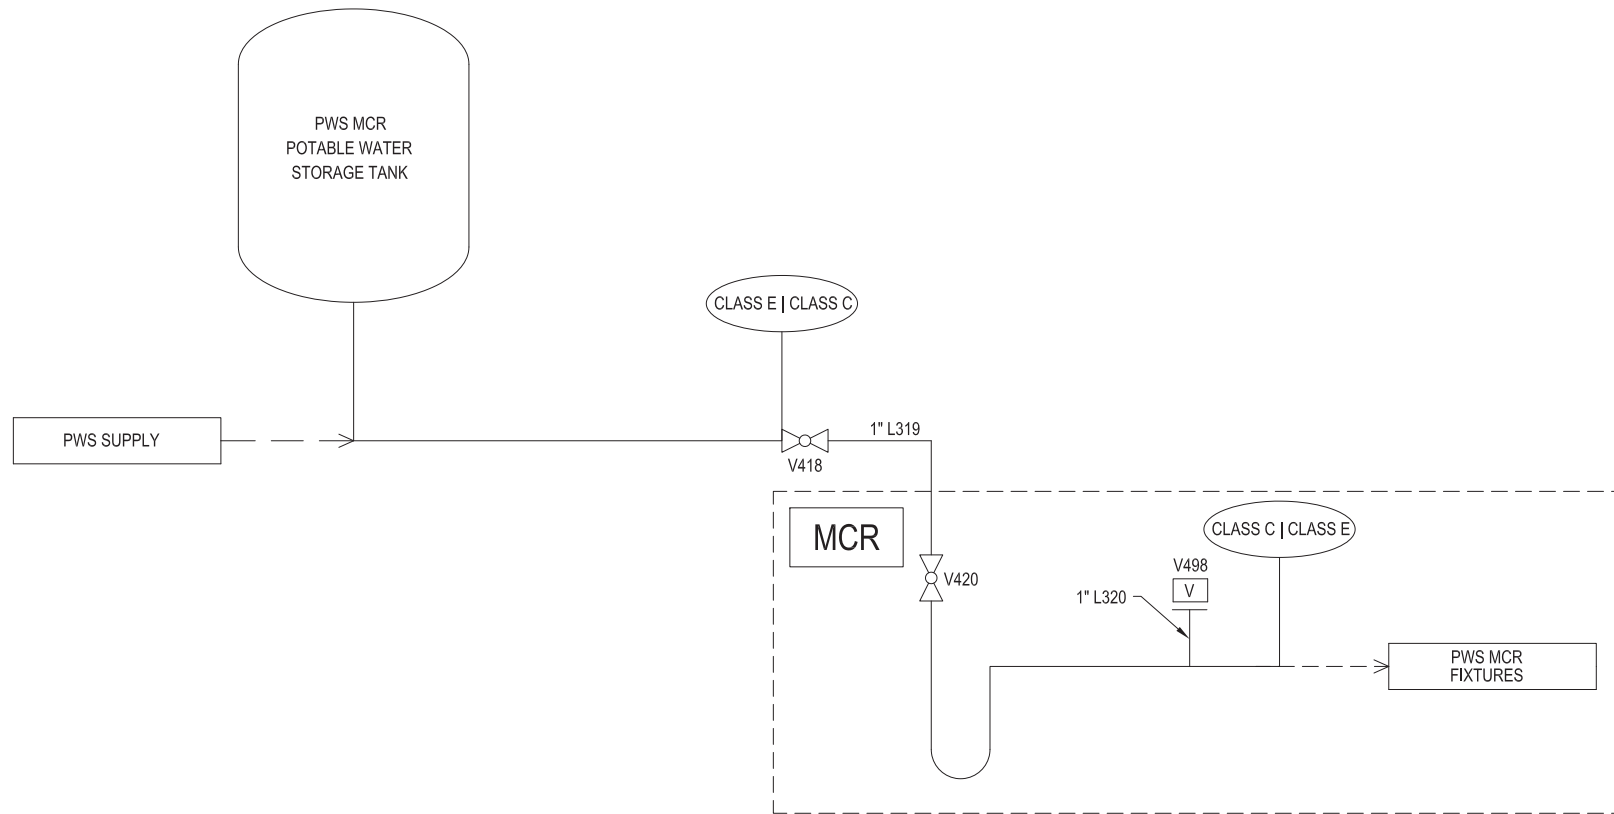 PWS MCR
POTABLE WATER
STORAGE TANK
CLASS E | CLASS C
PWS SUPPLY
1" L319
V418
MCR
CLASS C | CLASS E
V420
V498
V
1" L320
PWS MCR
FIXTURES